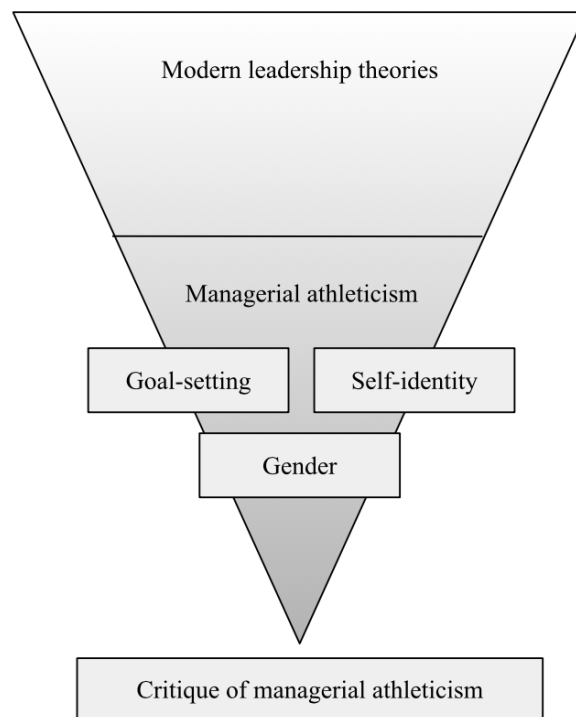 Modern leadership theories
Managerial athleticism
Goal-setting
Self-identity
Gender
Critique of managerial athleticism